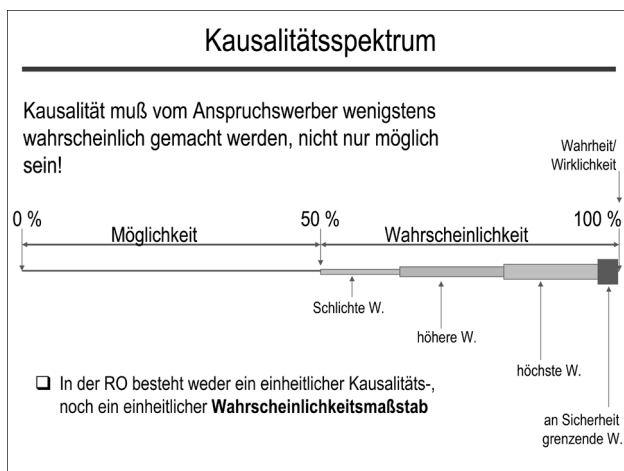 Kausalitätsspektrum
Kausalität muß vom Anspruchswerber wenigstens
wahrscheinlich gemacht werden, nicht nur möglich
sein!
Wahrheit/
Wirklichkeit
0 %
50 %
100 %
Möglichkeit
Wahrscheinlichkeit
Schlichte W.
höhere W.
höchste W.
an Sicherheit
grenzende W.
❑ In der RO besteht weder ein einheitlicher Kausalitäts-,
noch ein einheitlicher Wahrscheinlichkeitsmaßstab